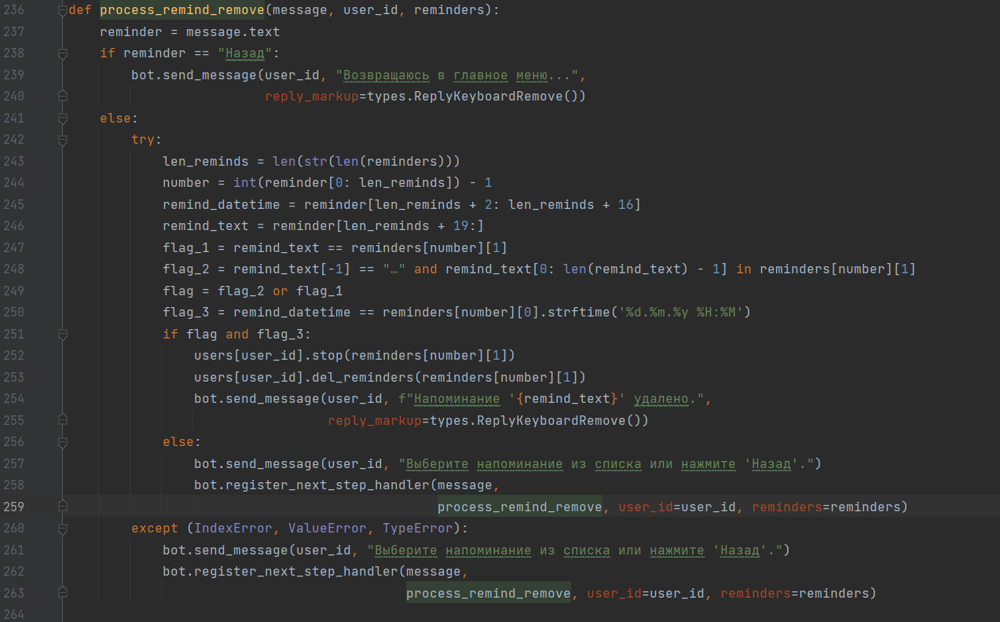 236 def process_remind_remove(message, user_id, reminders):
237     reminder = message.text
238     if reminder == "Назад":
239         bot.send_message(user_id, "Возвращаюсь в главное меню...",
240                          reply_markup=types.ReplyKeyboardRemove())
241     else:
242         try:
243             len_reminds = len(str(len(reminders)))
244             number = int(reminder[0: len_reminds]) - 1
245             remind_datetime = reminder[len_reminds + 2: len_reminds + 16]
246             remind_text = reminder[len_reminds + 19:]
247             flag_1 = remind_text == reminders[number][1]
248             flag_2 = remind_text[-1] == "…" and remind_text[0: len(remind_text) - 1] in reminders[number][1]
249             flag = flag_2 or flag_1
250             flag_3 = remind_datetime == reminders[number][0].strftime('%d.%m.%y %H:%M')
251             if flag and flag_3:
252                 users[user_id].stop(reminders[number][1])
253                 users[user_id].del_reminders(reminders[number][1])
254                 bot.send_message(user_id, f"Напоминание '{remind_text}' удалено.",
255                                  reply_markup=types.ReplyKeyboardRemove())
256             else:
257                 bot.send_message(user_id, "Выберите напоминание из списка или нажмите 'Назад'.")
258                 bot.register_next_step_handler(message,
259                                                process_remind_remove, user_id=user_id, reminders=reminders)
260         except (IndexError, ValueError, TypeError):
261             bot.send_message(user_id, "Выберите напоминание из списка или нажмите 'Назад'.")
262             bot.register_next_step_handler(message,
263                                            process_remind_remove, user_id=user_id, reminders=reminders)
264